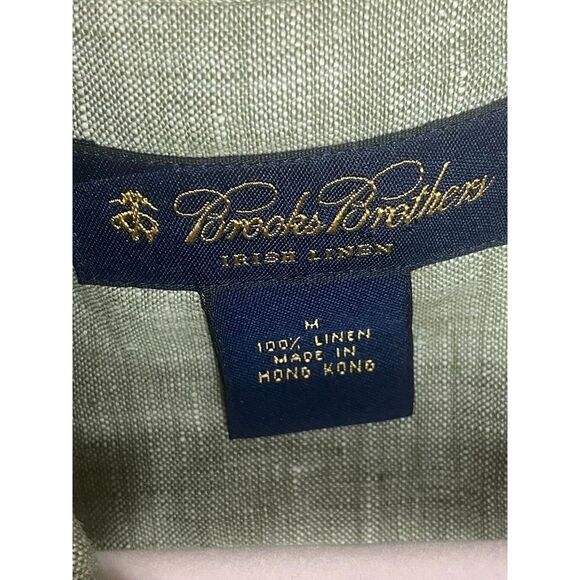 Brooks Brothers
IRISH LINEN
M
100% LINEN
MADE IN
HONG KONG